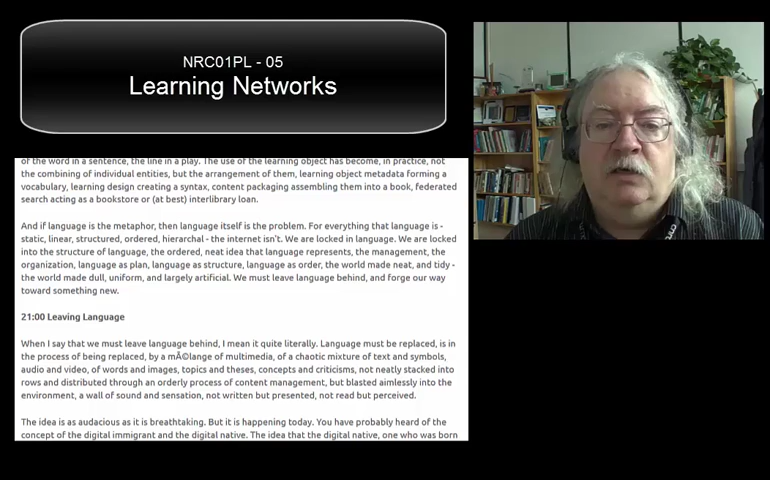 NRC01PL - 05
Learning Networks
of the word in a sentence, the line in a play. The use of the learning object has become, in practice, not
the combining of individual entities, but the arrangement of them, learning object metadata forming a
vocabulary, learning design creating a syntax, content packaging assembling them into a book, federated
search acting as a bookstore or (at best) interlibrary loan.
And if language is the metaphor, then language itself is the problem. For everything that language is -
static, linear, structured, ordered, hierarchal - the internet isn't. We are locked in language. We are locked
into the structure of language, the ordered, neat idea that language represents, the management, the
organization, language as plan, language as structure, language as order, the world made neat, and tidy -
the world made dull, uniform, and largely artificial. We must leave language behind, and forge our way
toward something new.
21:00 Leaving Language
When I say that we must leave language behind, I mean it quite literally. Language must be replaced, is in
the process of being replaced, by a mÃ©lange of multimedia, of a chaotic mixture of text and symbols,
audio and video, of words and images, topics and theses, concepts and criticisms, not neatly stacked into
rows and distributed through an orderly process of content management, but blasted aimlessly into the
environment, a wall of sound and sensation, not written but presented, not read but perceived.
The idea is as audacious as it is breathtaking. But it is happening today. You have probably heard of the
concept of the digital immigrant and the digital native. The idea that the digital native, one who was born